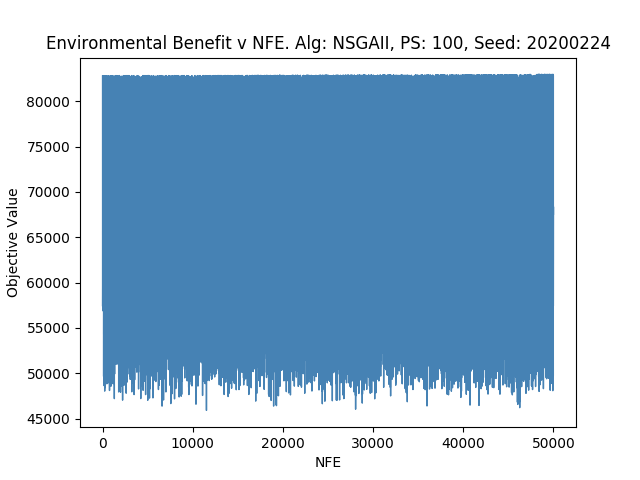 Environmental Benefit v NFE. Alg: NSGAII, PS: 100, Seed: 20200224
80000
75000
70000
65000
60000
55000
50000
45000
Objective Value
0 10000 20000 30000 40000 50000
NFE